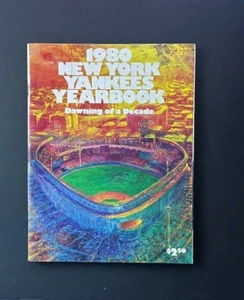 1980
NEW YORK
YANKEES
YEARBOOK
Dawning of a Decade
$2.50